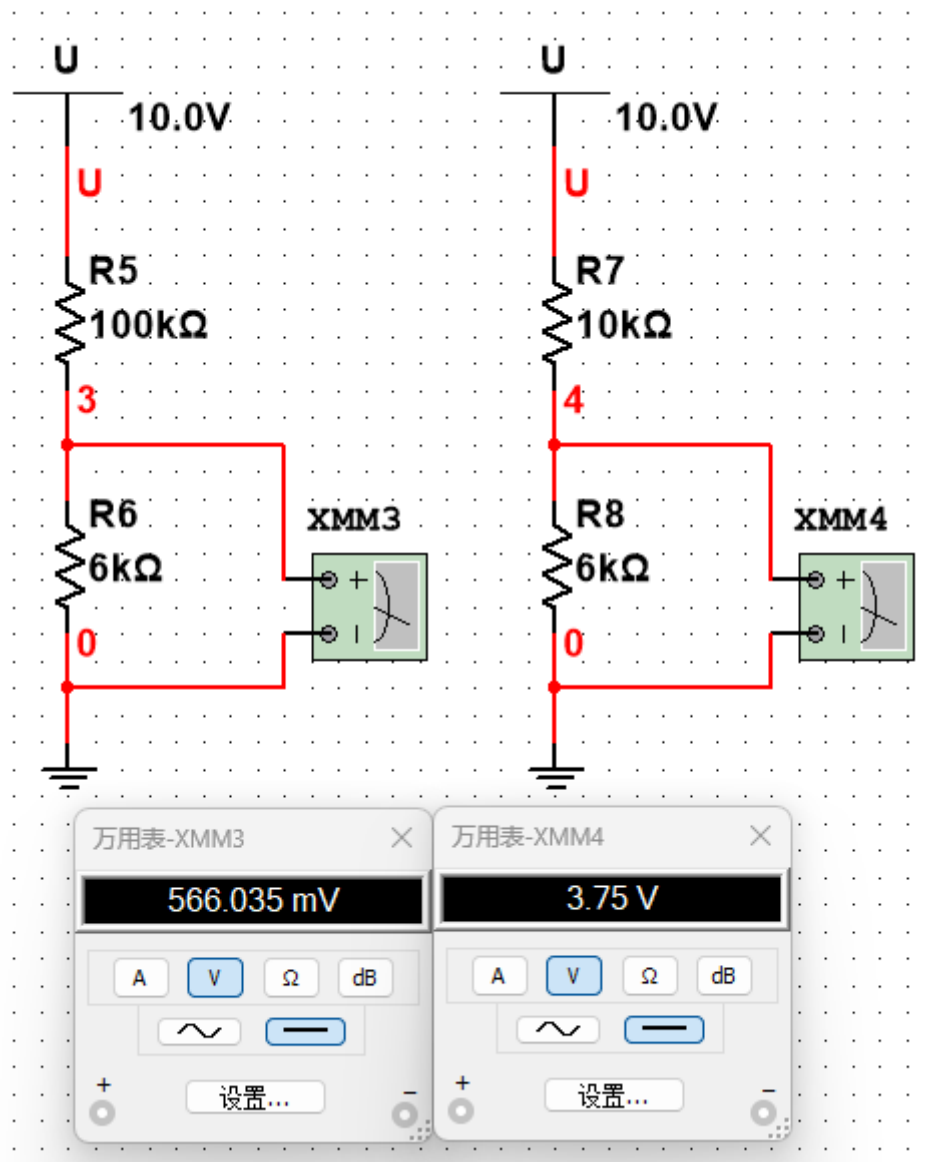 U
10.0V
U
R5
100kΩ
3
R6
6kΩ
XMM3
+
0
U
10.0V
U
R7
10kΩ
4
R8
6kΩ
XMM4
+
0
万用表-XMM3
566.035 mV
A V Ω dB
+ 设置... −
万用表-XMM4
3.75 V
A V Ω dB
+ 设置... −